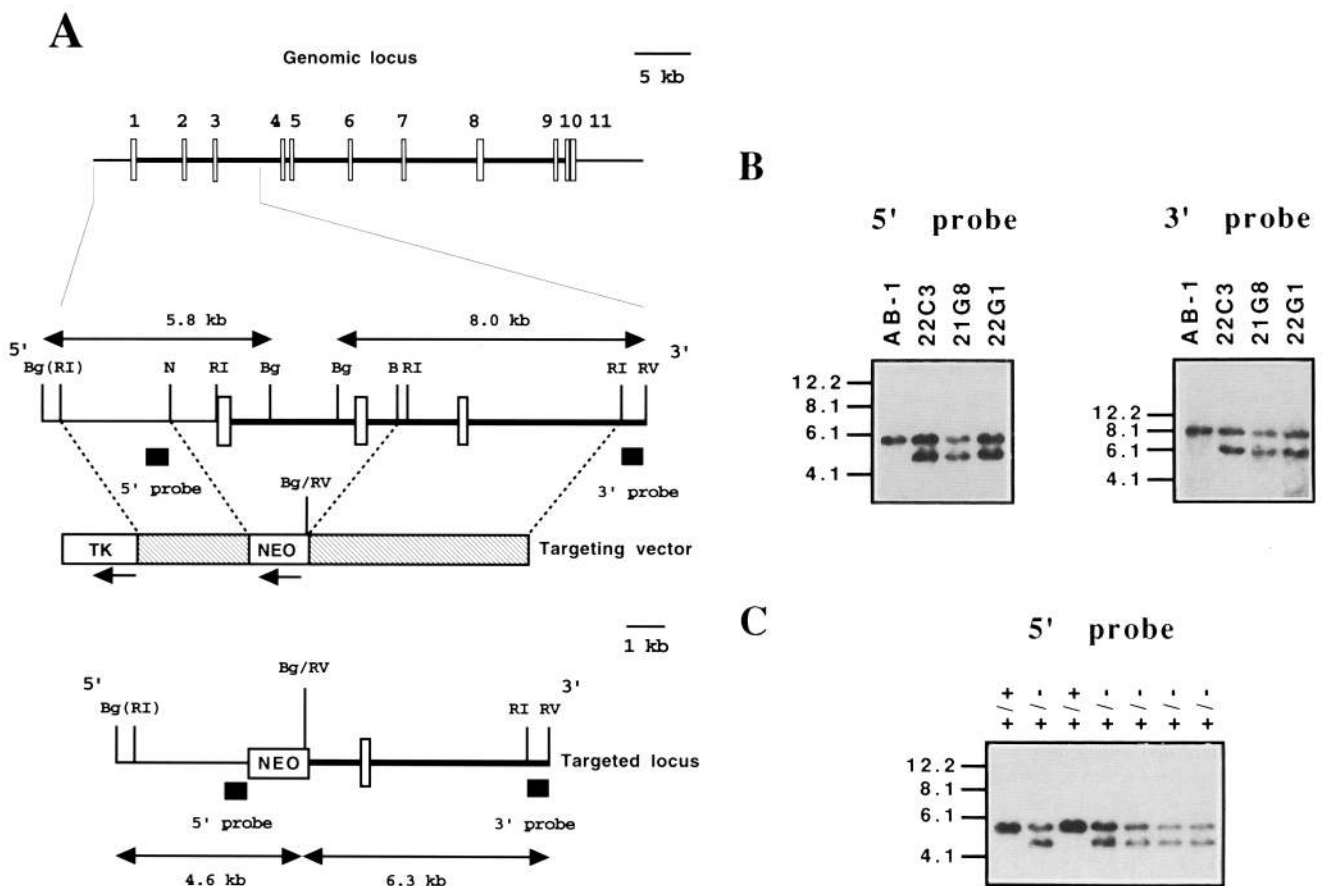 A
Genomic locus
5 kb
1 2 3 4 5 6 7 8 9 10 11
5.8 kb
8.0 kb
5' 3'
Bg(RI) N RI Bg Bg B RI RI RV
5' probe
3' probe
Bg/RV
TK NEO Targeting vector
1 kb
Bg/RV
5' 3'
Bg(RI) RI RV
NEO Targeted locus
5' probe
3' probe
4.6 kb
6.3 kb
B
5' probe
AB-1
22C3
21G8
22G1
12.2
8.1
6.1
4.1
3' probe
AB-1
22C3
21G8
22G1
12.2
8.1
6.1
4.1
C
5' probe
+/+
+/-
+/+
+/-
+/-
+/-
+/-
12.2
8.1
6.1
4.1